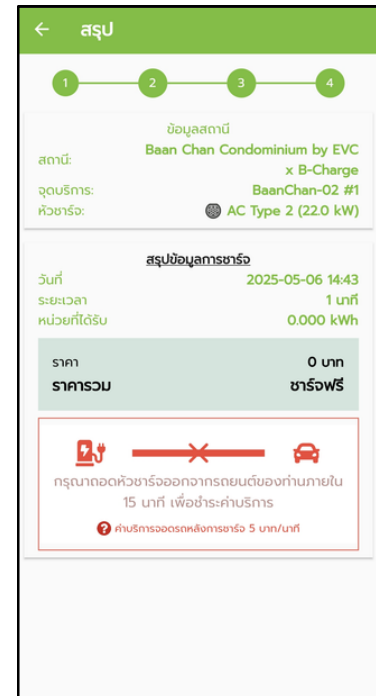 สรุป
1 2 3 4
ข้อมูลสถานี
สถานี: Baan Chan Condominium by EVC
x B-Charge
จุดบริการ: BaanChan-02 #1
หัวชาร์จ: AC Type 2 (22.0 kW)
สรุปข้อมูลการชาร์จ
วันที่ 2025-05-06 14:43
ระยะเวลา 1 นาที
หน่วยที่ได้รับ 0.000 kWh
ราคา 0 บาท
ราคารวม ชาร์จฟรี
กรุณาถอดหัวชาร์จออกจากรถยนต์ของท่านภายใน
15 นาที เพื่อชำระค่าบริการ
? ค่าบริการจอดรถหลังการชาร์จ 5 บาท/นาที